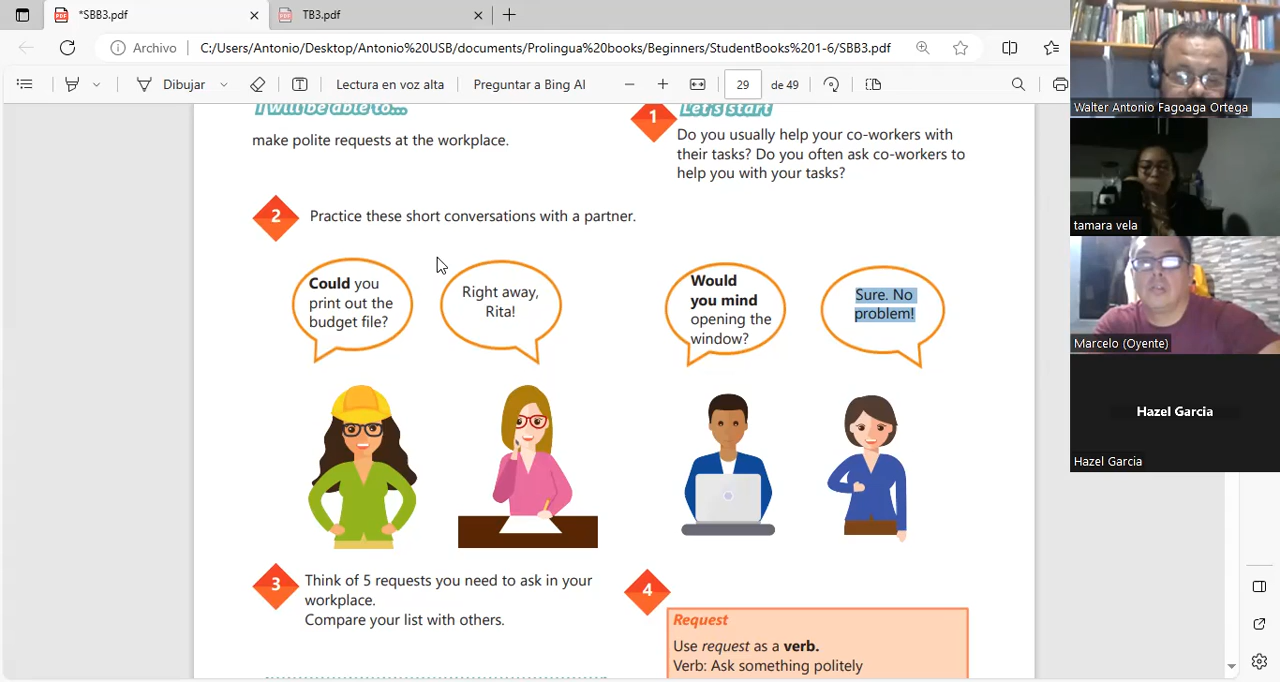 *SBB3.pdf
TB3.pdf
Archivo
C:/Users/Antonio/Desktop/Antonio%20USB/documents/Prolingua%20books/Beginners/StudentBooks%201-6/SBB3.pdf
Dibujar
Lectura en voz alta
Preguntar a Bing AI
29
de 49
I will be able to...
make polite requests at the workplace.
1
Let's start
Do you usually help your co-workers with
their tasks? Do you often ask co-workers to
help you with your tasks?
2
Practice these short conversations with a partner.
Could you
print out the
budget file?
Right away,
Rita!
Would
you mind
opening the
window?
Sure. No
problem!
3
Think of 5 requests you need to ask in your
workplace.
Compare your list with others.
4
Request
Use request as a verb.
Verb: Ask something politely
Walter Antonio Fagoaga Ortega
tamara vela
Marcelo (Oyente)
Hazel Garcia
Hazel Garcia